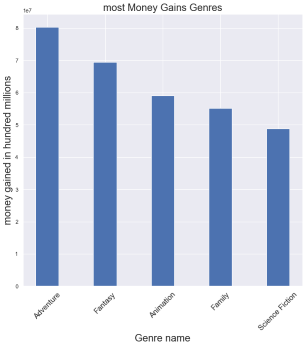 most Money Gains Genres
1e7
money gained in hundred millions
8
7
6
5
4
3
2
1
0
Adventure
Fantasy
Animation
Family
Science Fiction
Genre name